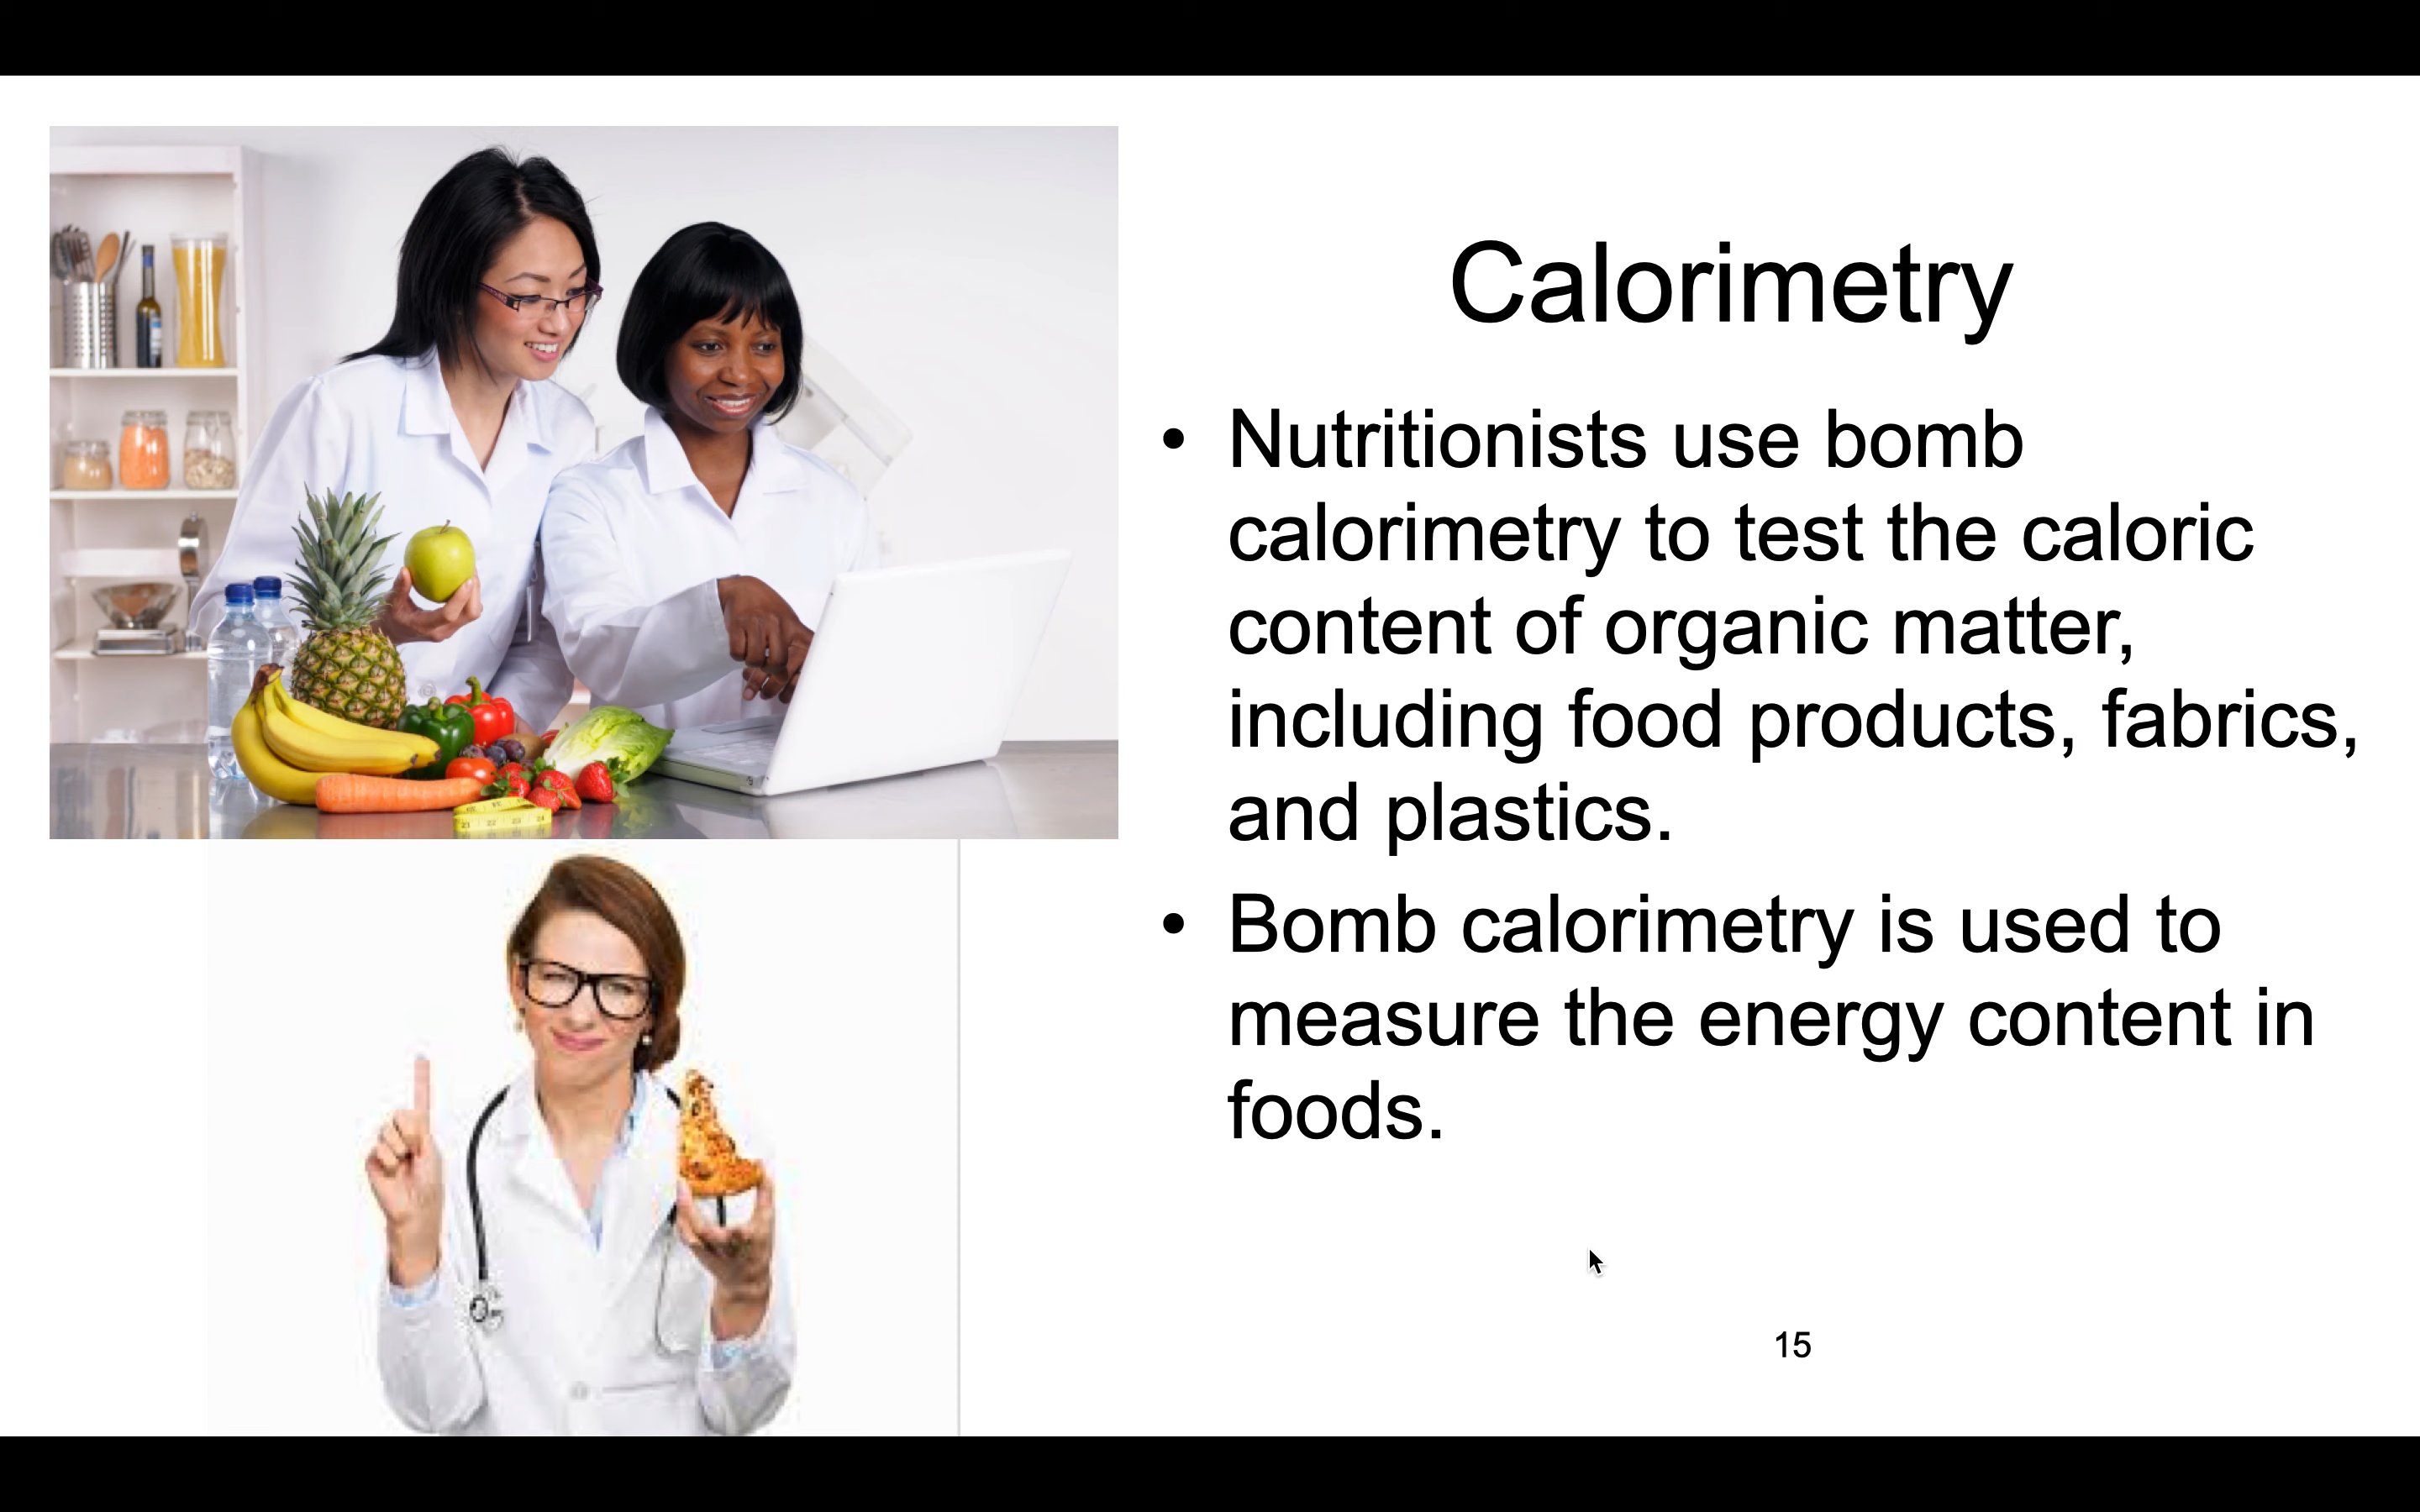 Calorimetry
• Nutritionists use bomb
calorimetry to test the caloric
content of organic matter,
including food products, fabrics,
and plastics.
• Bomb calorimetry is used to
measure the energy content in
foods.
15